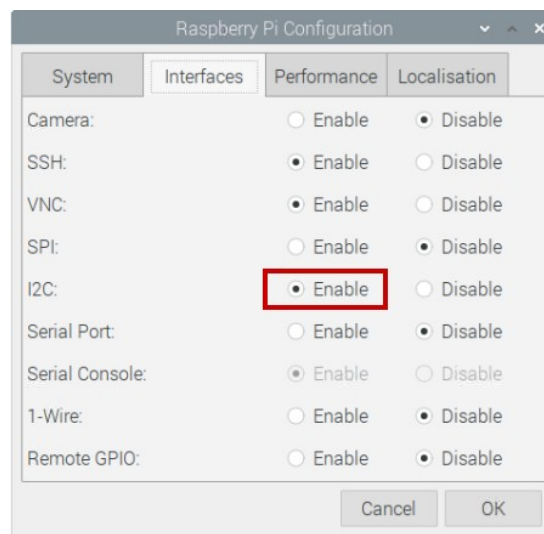 Raspberry Pi Configuration
System Interfaces Performance Localisation
Camera: Enable Disable
SSH: Enable Disable
VNC: Enable Disable
SPI: Enable Disable
I2C: Enable Disable
Serial Port: Enable Disable
Serial Console: Enable Disable
1-Wire: Enable Disable
Remote GPIO: Enable Disable
Cancel OK